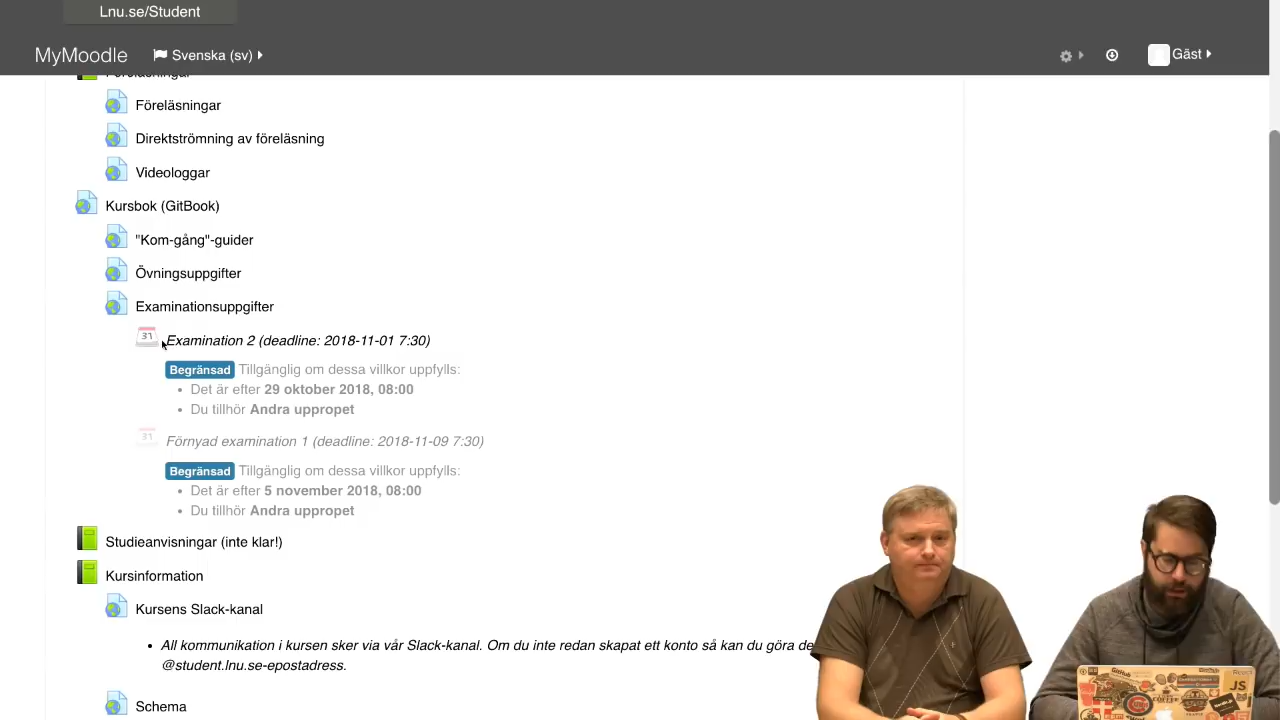 Lnu.se/Student
MyMoodle Svenska (sv) Gäst
Föreläsningar
Föreläsningar
Direktströmning av föreläsning
Videologgar
Kursbok (GitBook)
"Kom-gång"-guider
Övningsuppgifter
Examinationsuppgifter
31 Examination 2 (deadline: 2018-11-01 7:30)
Begränsad Tillgänglig om dessa villkor uppfylls:
• Det är efter 29 oktober 2018, 08:00
• Du tillhör Andra uppropet
31 Förnyad examination 1 (deadline: 2018-11-09 7:30)
Begränsad Tillgänglig om dessa villkor uppfylls:
• Det är efter 5 november 2018, 08:00
• Du tillhör Andra uppropet
Studieanvisningar (inte klar!)
Kursinformation
Kursens Slack-kanal
• All kommunikation i kursen sker via vår Slack-kanal. Om du inte redan skapat ett konto så kan du göra de
@student.lnu.se-epostadress.
Schema
GitHub
JS